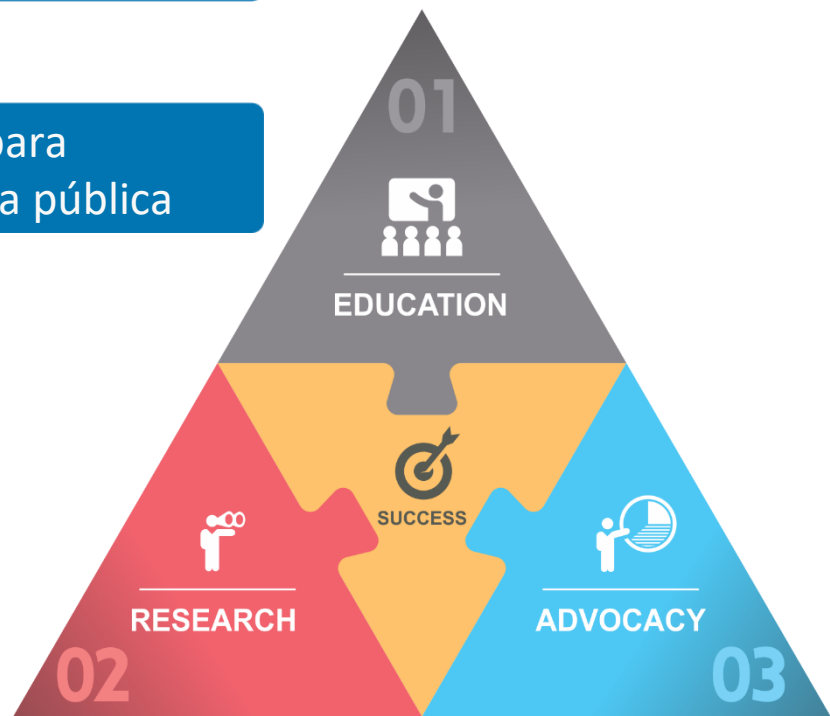 para
a pública
01
EDUCATION
SUCCESS
RESEARCH
ADVOCACY
02
03